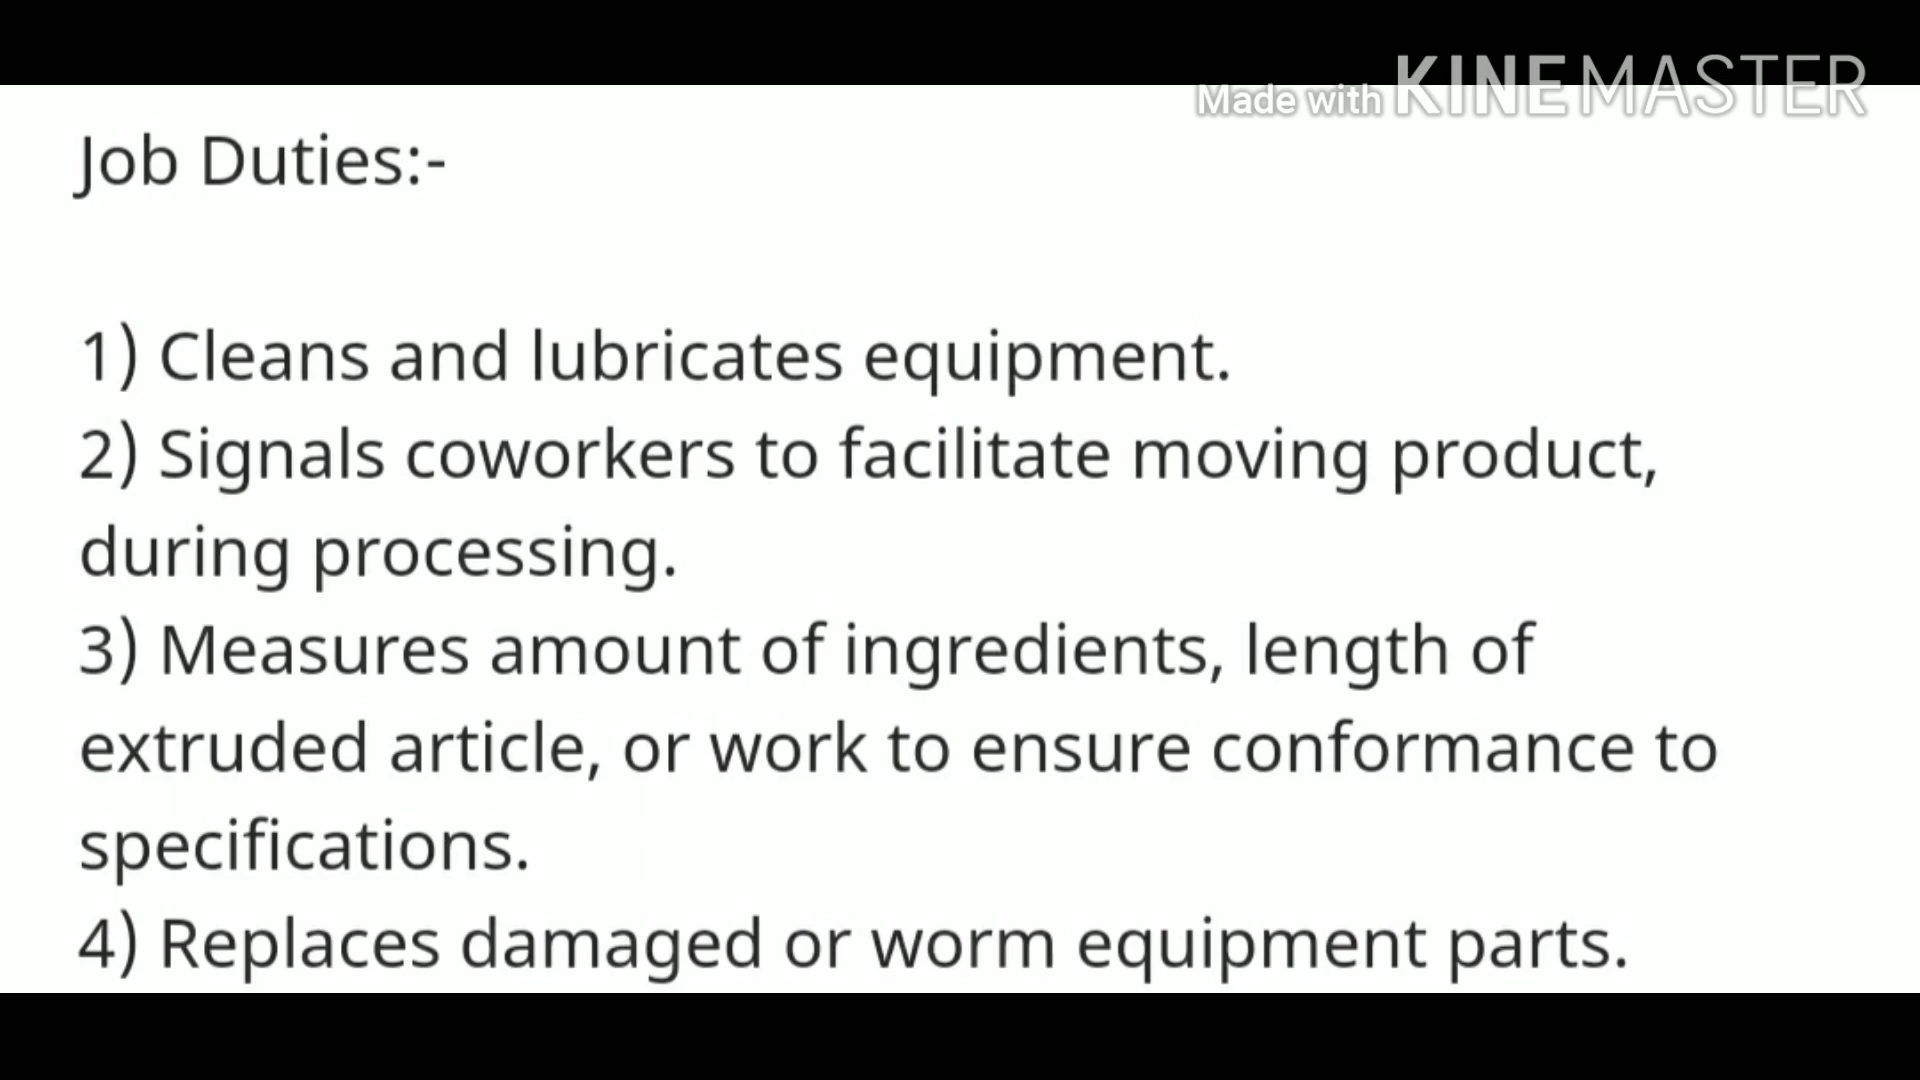 Made with KINEMASTER
Job Duties:-
1) Cleans and lubricates equipment.
2) Signals coworkers to facilitate moving product,
during processing.
3) Measures amount of ingredients, length of
extruded article, or work to ensure conformance to
specifications.
4) Replaces damaged or worm equipment parts.